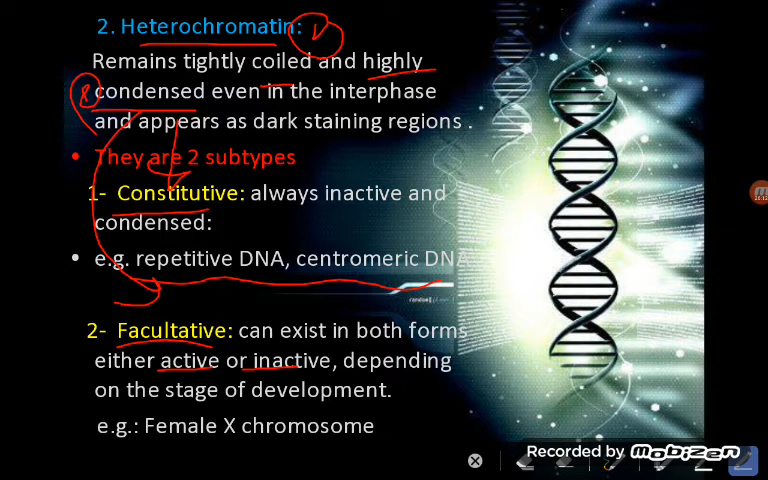 2. Heterochromatin:
Remains tightly coiled and highly
condensed even in the interphase
and appears as dark staining regions .
• They are 2 subtypes
1- Constitutive: always inactive and
condensed:
• e.g. repetitive DNA, centromeric DNA
2- Facultative: can exist in both forms
either active or inactive, depending
on the stage of development.
e.g.: Female X chromosome
Recorded by Mobizen